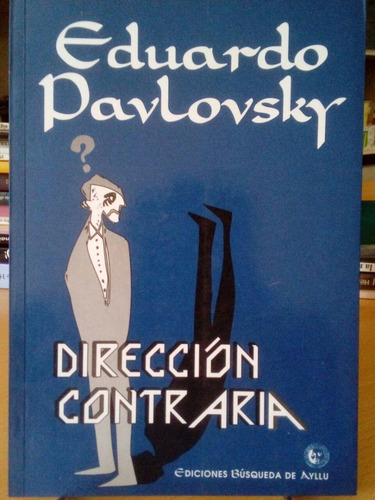 Eduardo
Pavlovsky
?
DIRECCIÓN
CONTRARIA
EDICIONES BÚSQUEDA DE AYLLU